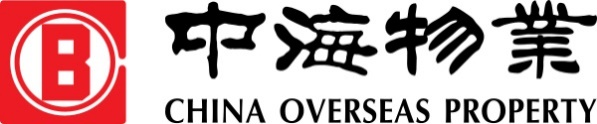 中海物業
CHINA OVERSEAS PROPERTY